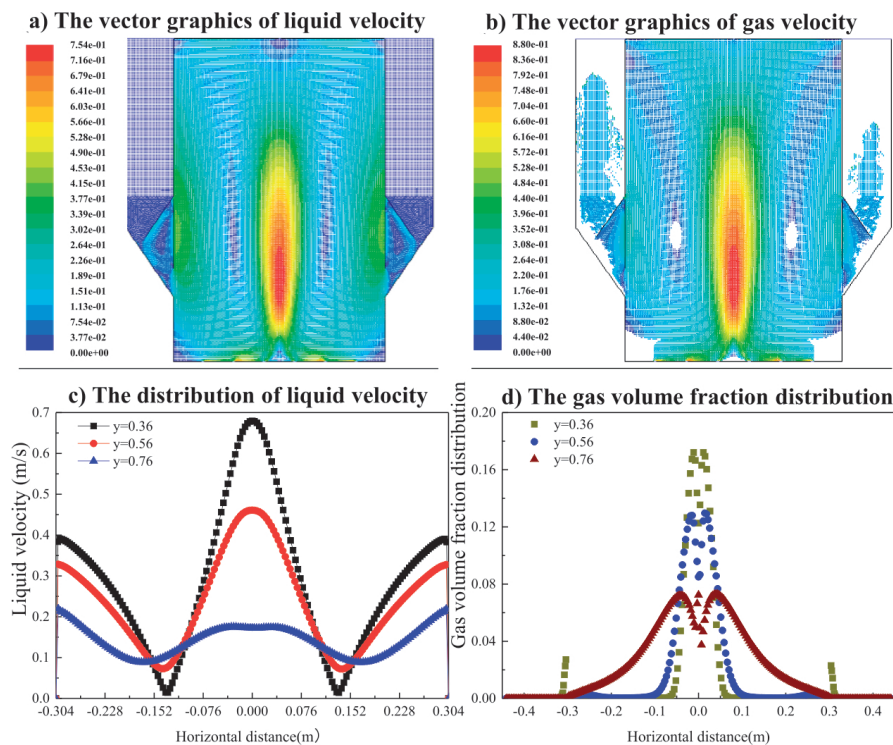 a) The vector graphics of liquid velocity
7.54e-01
7.16e-01
6.79e-01
6.41e-01
6.03e-01
5.66e-01
5.28e-01
4.90e-01
4.53e-01
4.15e-01
3.77e-01
3.39e-01
3.02e-01
2.64e-01
2.26e-01
1.89e-01
1.51e-01
1.13e-01
7.54e-02
3.77e-02
0.00e+00
b) The vector graphics of gas velocity
8.80e-01
8.36e-01
7.92e-01
7.48e-01
7.04e-01
6.60e-01
6.16e-01
5.72e-01
5.28e-01
4.84e-01
4.40e-01
3.96e-01
3.52e-01
3.08e-01
2.64e-01
2.20e-01
1.76e-01
1.32e-01
8.80e-02
4.40e-02
0.00e+00
c) The distribution of liquid velocity
Liquid velocity (m/s)
0.7
0.6
0.5
0.4
0.3
0.2
0.1
0.0
y=0.36
y=0.56
y=0.76
-0.304 -0.228 -0.152 -0.076 0.000 0.076 0.152 0.228 0.304
Horizontal distance(m)
d) The gas volume fraction distribution
Gas volume fraction distribution
0.20
0.16
0.12
0.08
0.04
0.00
y=0.36
y=0.56
y=0.76
-0.4 -0.3 -0.2 -0.1 0.0 0.1 0.2 0.3 0.4
Horizontal distance(m)